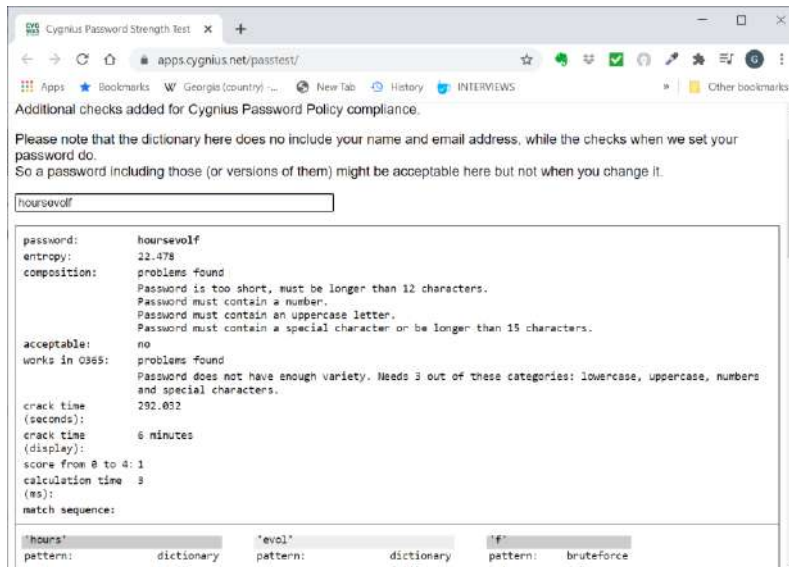 Cygnius Password Strength Test
apps.cygnius.net/passtest/
Apps Bookmarks Georgia (country) -... New Tab History INTERVIEWS » Other bookmarks
Additional checks added for Cygnius Password Policy compliance.
Please note that the dictionary here does no include your name and email address, while the checks when we set your
password do.
So a password including those (or versions of them) might be acceptable here but not when you change it.
hoursevolf
password: hoursevolf
entropy: 22.478
composition: problems found
Password is too short, must be longer than 12 characters.
Password must contain a number.
Password must contain an uppercase letter.
Password must contain a special character or be longer than 15 characters.
acceptable: no
works in O365: problems found
Password does not have enough variety. Needs 3 out of these categories: lowercase, uppercase, numbers
and special characters.
crack time 292.032
(seconds):
crack time 6 minutes
(display):
score from 0 to 4: 1
calculation time 3
(ms):
match sequence:
'hours' 'evol' 'f'
pattern: dictionary pattern: dictionary pattern: bruteforce